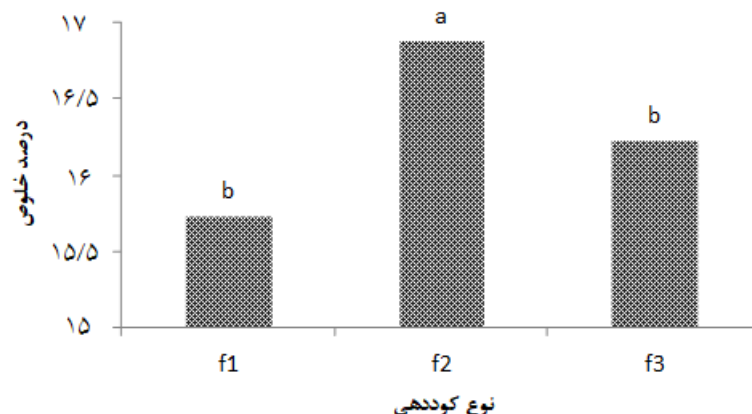 درصد خلوص
۱۷
۱۶/۵
۱۶
۱۵/۵
۱۵
b
a
b
f1 f2 f3
نوع کوددهی